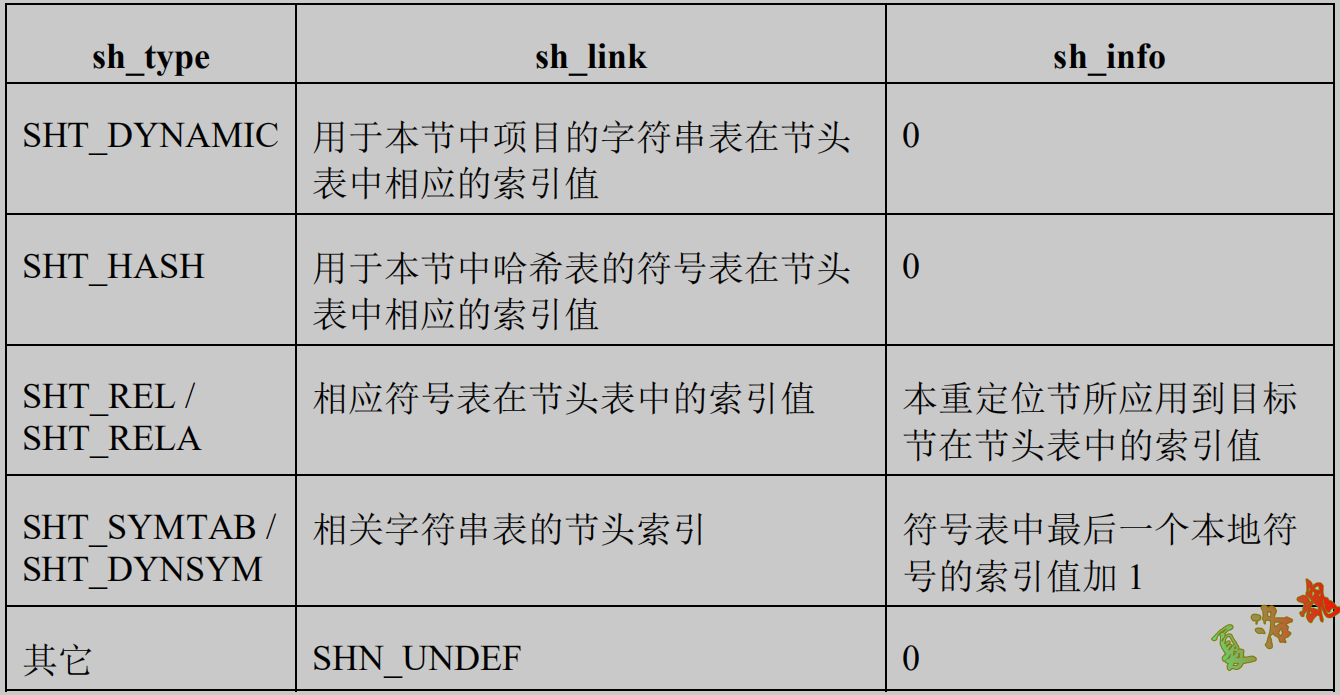 sh_type sh_link sh_info
SHT_DYNAMIC 用于本节中项目的字符串表在节头 0
表中相应的索引值
SHT_HASH 用于本节中哈希表的符号表在节头 0
表中相应的索引值
SHT_REL / 相应符号表在节头表中的索引值 本重定位节所应用到目标
SHT_RELA 节在节头表中的索引值
SHT_SYMTAB / 相关字符串表的节头索引 符号表中最后一个本地符
SHT_DYNSYM 号的索引值加 1
其它 SHN_UNDEF 0
夏洛